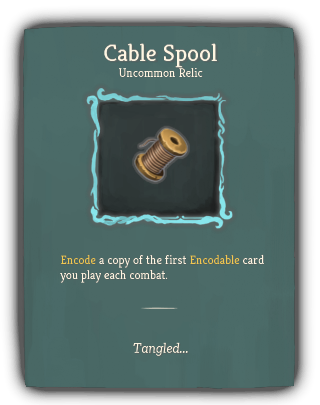 Cable Spool
Uncommon Relic
Encode a copy of the first Encodable card
you play each combat.
Tangled...